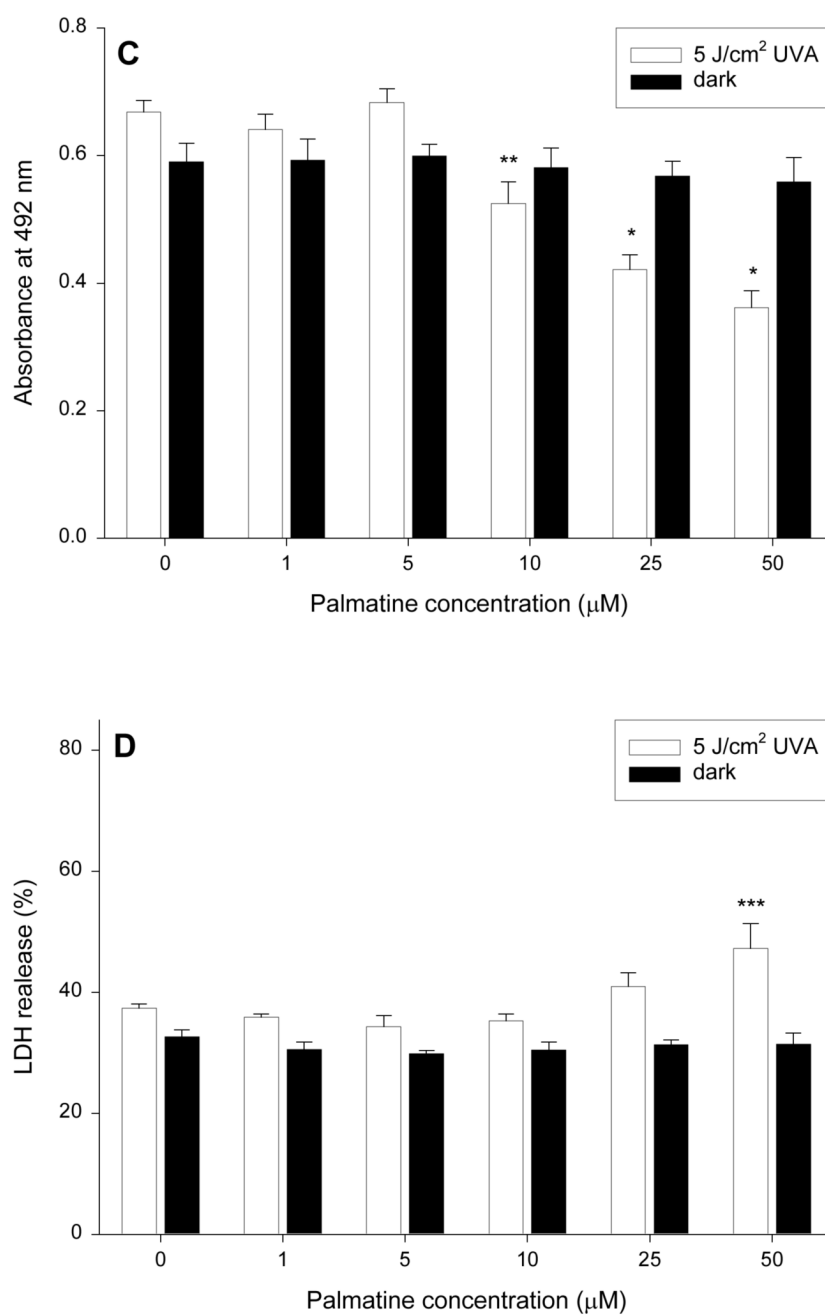 C
5 J/cm² UVA
dark
Absorbance at 492 nm
0.8
0.6
0.4
0.2
0.0
**
*
*
0 1 5 10 25 50
Palmatine concentration (μM)
D
5 J/cm² UVA
dark
LDH realease (%)
80
60
40
20
0
***
0 1 5 10 25 50
Palmatine concentration (μM)